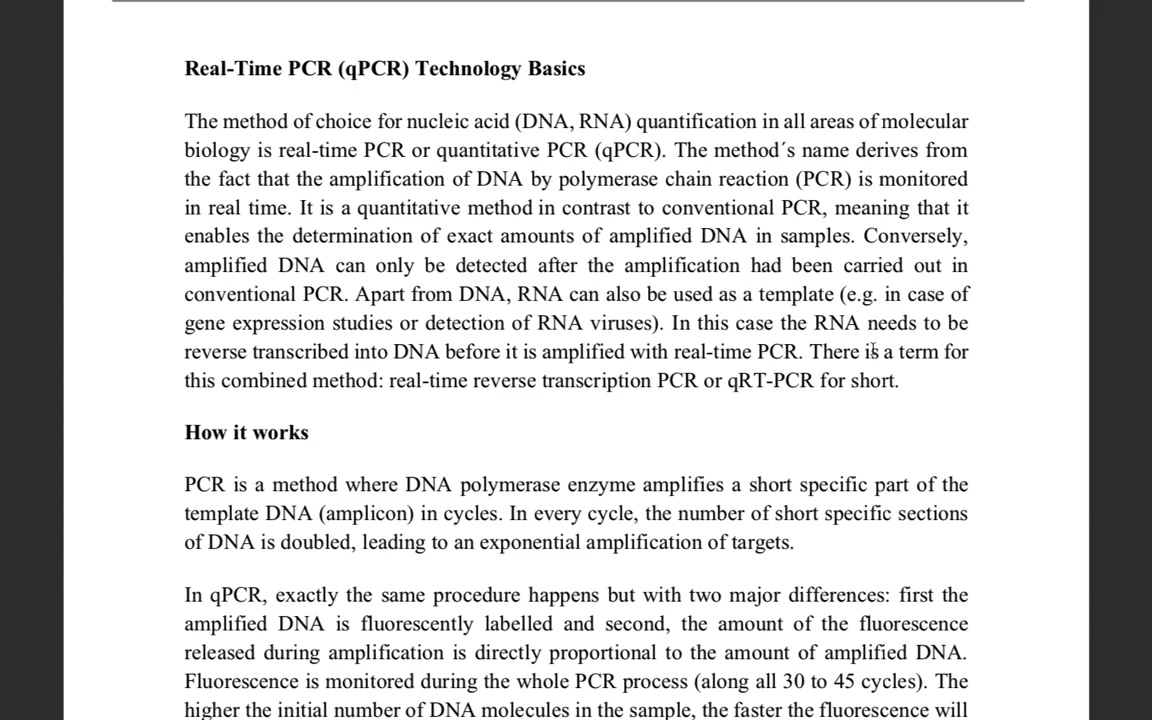 Real-Time PCR (qPCR) Technology Basics
The method of choice for nucleic acid (DNA, RNA) quantification in all areas of molecular
biology is real-time PCR or quantitative PCR (qPCR). The method´s name derives from
the fact that the amplification of DNA by polymerase chain reaction (PCR) is monitored
in real time. It is a quantitative method in contrast to conventional PCR, meaning that it
enables the determination of exact amounts of amplified DNA in samples. Conversely,
amplified DNA can only be detected after the amplification had been carried out in
conventional PCR. Apart from DNA, RNA can also be used as a template (e.g. in case of
gene expression studies or detection of RNA viruses). In this case the RNA needs to be
reverse transcribed into DNA before it is amplified with real-time PCR. There is a term for
this combined method: real-time reverse transcription PCR or qRT-PCR for short.
How it works
PCR is a method where DNA polymerase enzyme amplifies a short specific part of the
template DNA (amplicon) in cycles. In every cycle, the number of short specific sections
of DNA is doubled, leading to an exponential amplification of targets.
In qPCR, exactly the same procedure happens but with two major differences: first the
amplified DNA is fluorescently labelled and second, the amount of the fluorescence
released during amplification is directly proportional to the amount of amplified DNA.
Fluorescence is monitored during the whole PCR process (along all 30 to 45 cycles). The
higher the initial number of DNA molecules in the sample, the faster the fluorescence will